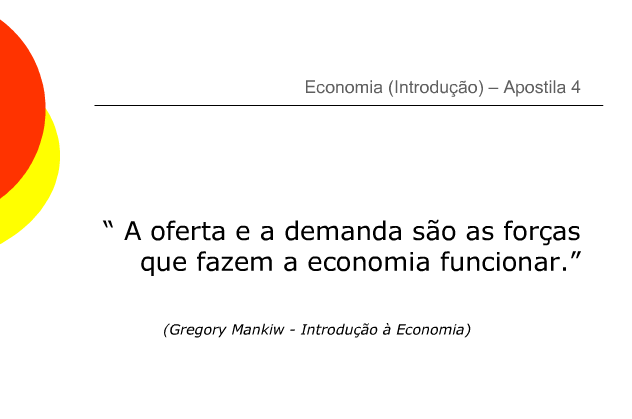 Economia (Introdução) – Apostila 4
“ A oferta e a demanda são as forças
que fazem a economia funcionar.”
(Gregory Mankiw - Introdução à Economia)